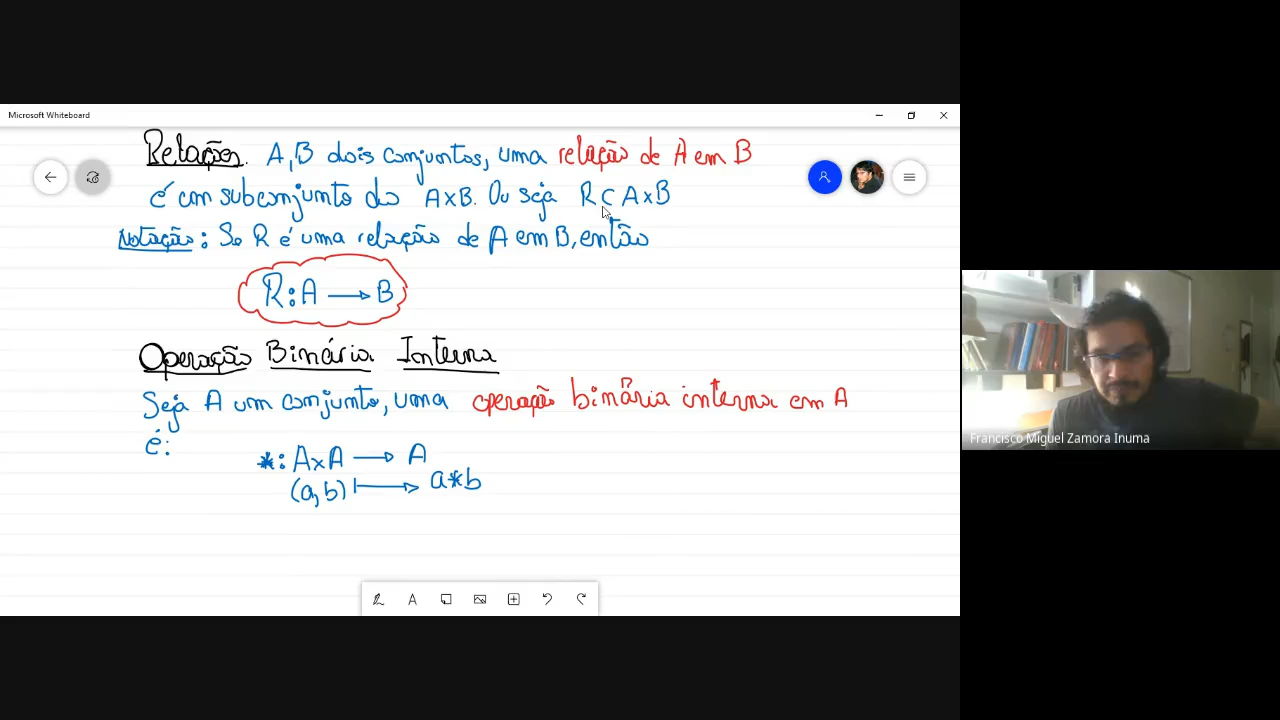 Microsoft Whiteboard
Relações. A, B dois conjuntos, uma relação de A em B
é um subconjunto do A×B. Ou seja R ⊂ A×B
Notação: Se R é uma relação de A em B, então
R: A → B
Operação Binária Interna
Seja A um conjunto, uma operação binária interna em A
é:
*: A×A → A
(a,b) ↦ a*b
A
Francisco Miguel Zamora Inuma